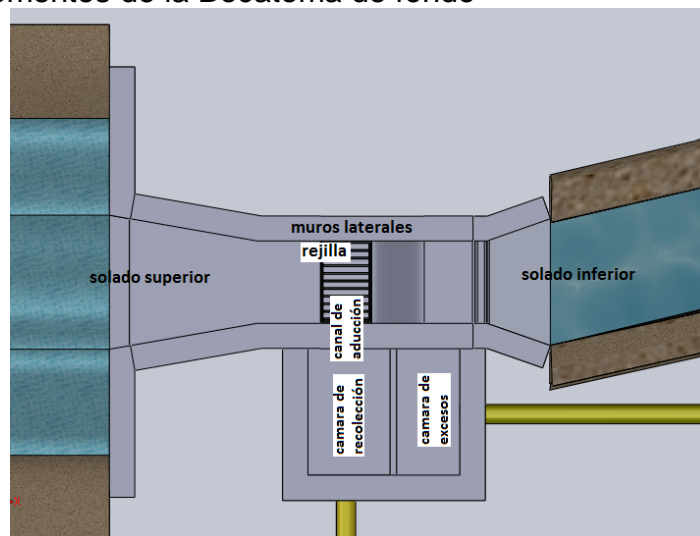 muros laterales
rejilla
solado superior
solado inferior
canal de
aducción
camara de
recolección
camara de
excesos